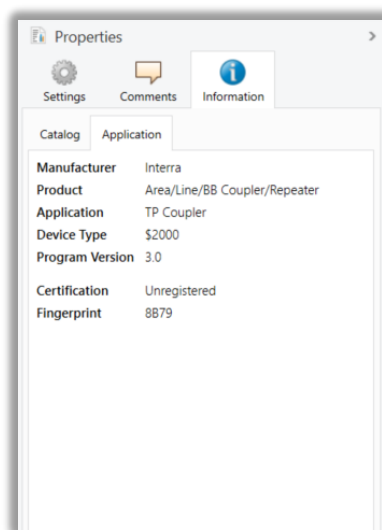 Properties
Settings Comments Information
Catalog Application
Manufacturer Interra
Product Area/Line/BB Coupler/Repeater
Application TP Coupler
Device Type $2000
Program Version 3.0
Certification Unregistered
Fingerprint 8B79